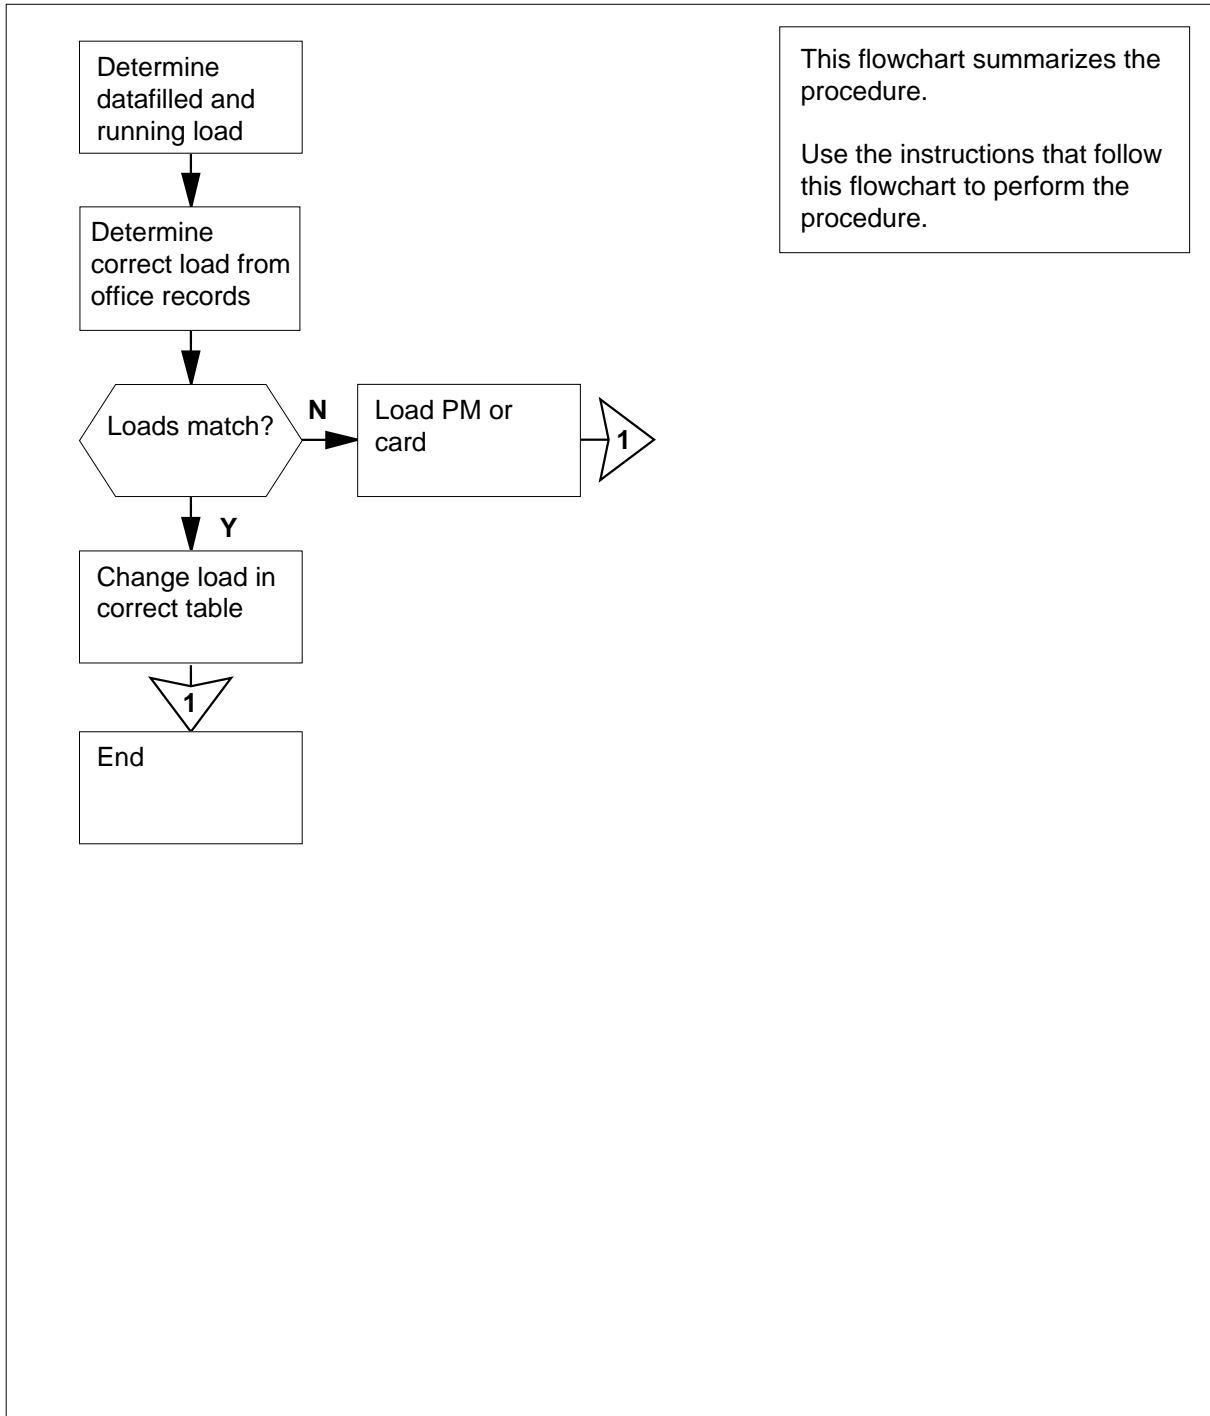 Determine
datafilled and
running load
Determine
correct load from
office records
Loads match?
N
Load PM or
card
1
Y
Change load in
correct table
1
End
This flowchart summarizes the
procedure.
Use the instructions that follow
this flowchart to perform the
procedure.